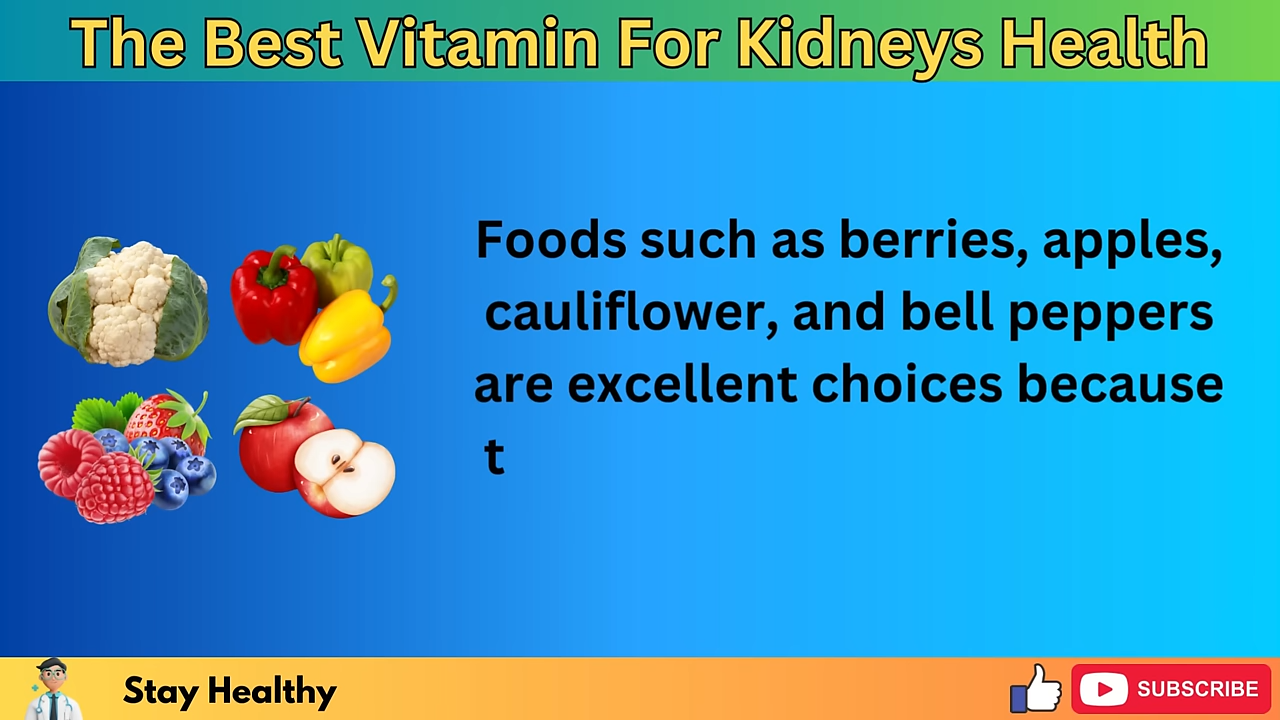 The Best Vitamin For Kidneys Health
Foods such as berries, apples,
cauliflower, and bell peppers
are excellent choices because
t
Stay Healthy
SUBSCRIBE